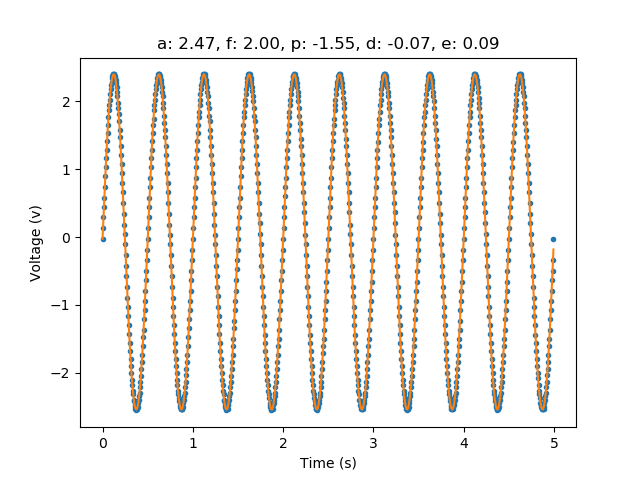 a: 2.47, f: 2.00, p: -1.55, d: -0.07, e: 0.09
2
1
0
−1
−2
Voltage (v)
0 1 2 3 4 5
Time (s)